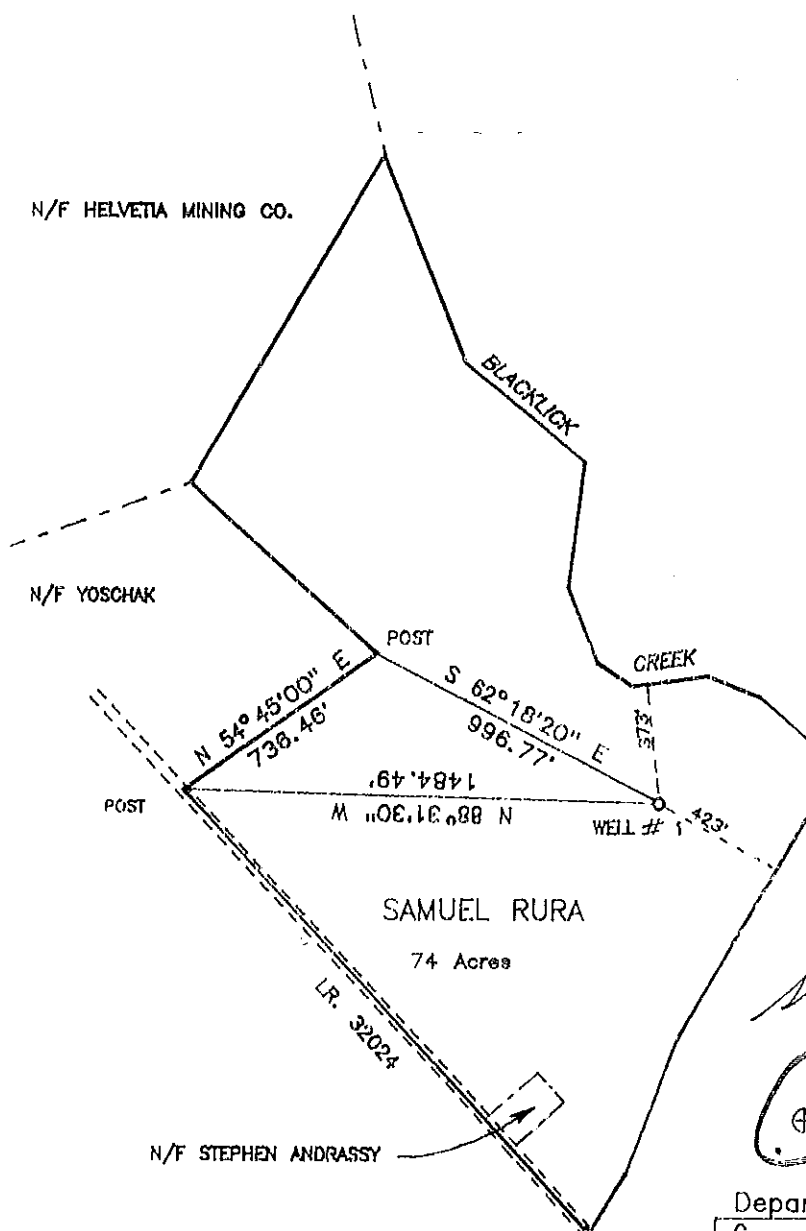 N/F HELVETIA MINING CO.
BLACKLICK
N/F YOSCHAK
POST
CREEK
N 54° 45'00" E
736.46'
S 62° 18'20" E
996.77'
373'
1484.49'
N 88°31'30" W
POST
WELL # 1
423'
SAMUEL RURA
74 Acres
LR. 32024
N/F STEPHEN ANDRASSY
Depar